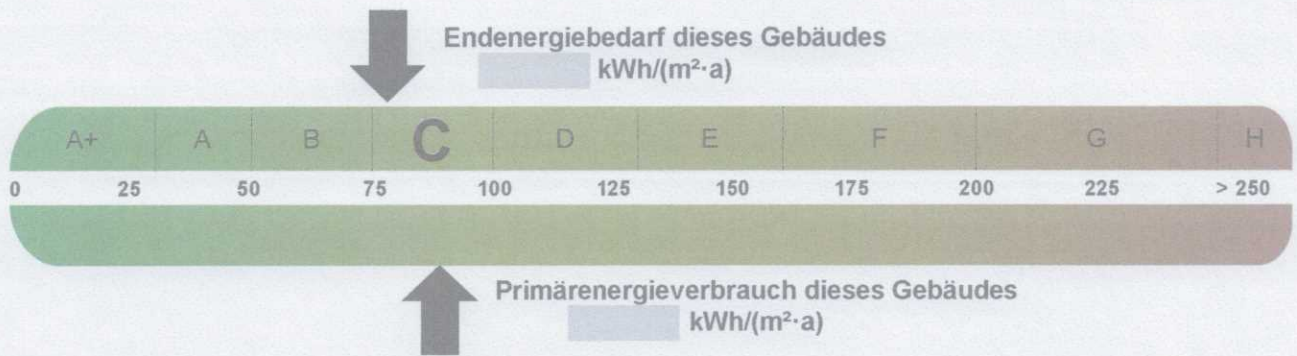 Endenergiebedarf dieses Gebäudes
kWh/(m²·a)
A+ A B C D E F G H
0 25 50 75 100 125 150 175 200 225 > 250
Primärenergieverbrauch dieses Gebäudes
kWh/(m²·a)